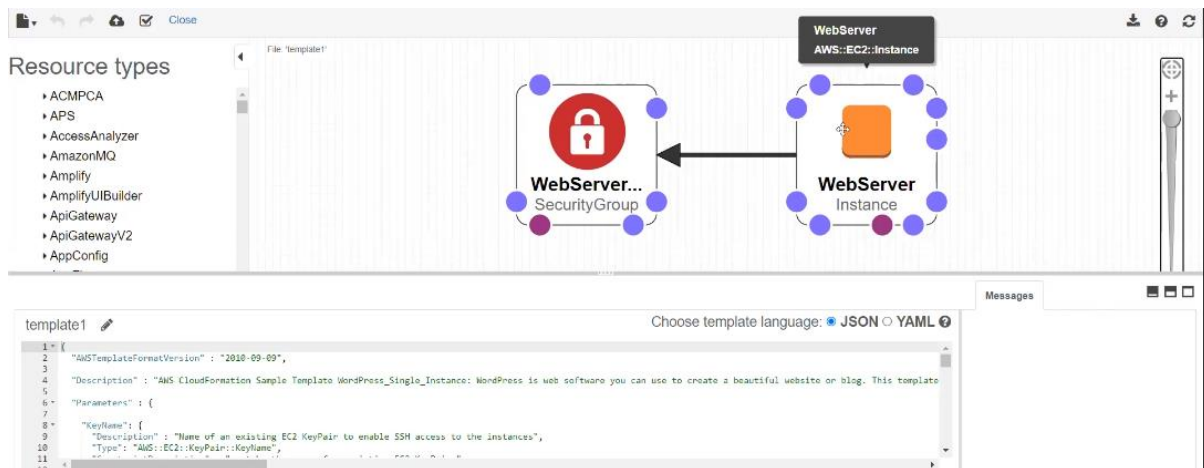 Close
File: 'template1'
Resource types
ACMPCA
APS
AccessAnalyzer
AmazonMQ
Amplify
AmplifyUIBuilder
ApiGateway
ApiGatewayV2
AppConfig
WebServer
AWS::EC2::Instance
WebServer...
SecurityGroup
WebServer
Instance
Messages
template1
Choose template language: JSON YAML
1 {
2 "AWSTemplateFormatVersion" : "2010-09-09",
3
4 "Description" : "AWS CloudFormation Sample Template WordPress_Single_Instance: WordPress is web software you can use to create a beautiful website or blog. This template
5
6 "Parameters" : {
7
8 "KeyName": {
9 "Description" : "Name of an existing EC2 KeyPair to enable SSH access to the instances",
10 "Type": "AWS::EC2::KeyPair::KeyName",
11